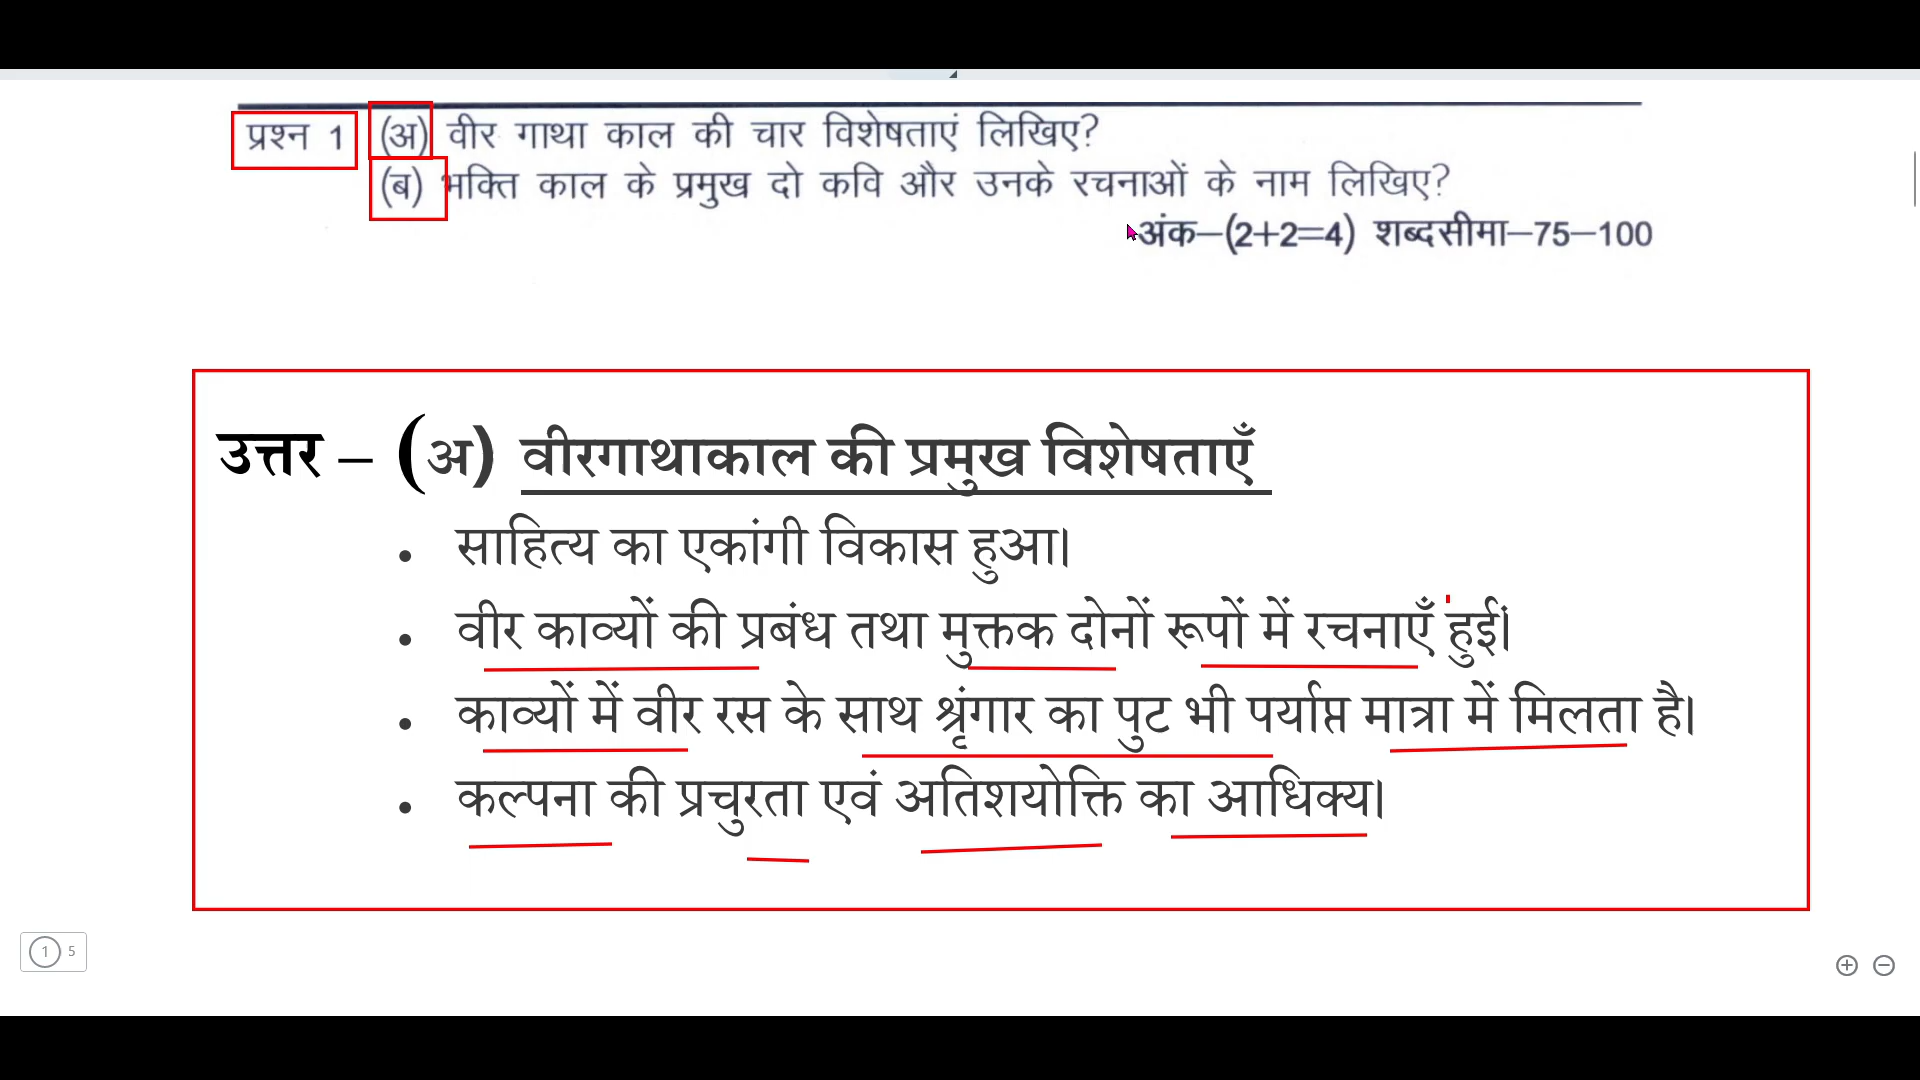 प्रश्न 1 (अ) वीर गाथा काल की चार विशेषताएं लिखिए?
(ब) भक्ति काल के प्रमुख दो कवि और उनके रचनाओं के नाम लिखिए?
अंक–(2+2=4) शब्दसीमा–75–100
उत्तर – (अ) वीरगाथाकाल की प्रमुख विशेषताएँ
• साहित्य का एकांगी विकास हुआ।
• वीर काव्यों की प्रबंध तथा मुक्तक दोनों रूपों में रचनाएँ हुईं।
• काव्यों में वीर रस के साथ श्रृंगार का पुट भी पर्याप्त मात्रा में मिलता है।
• कल्पना की प्रचुरता एवं अतिशयोक्ति का आधिक्य।
1 5